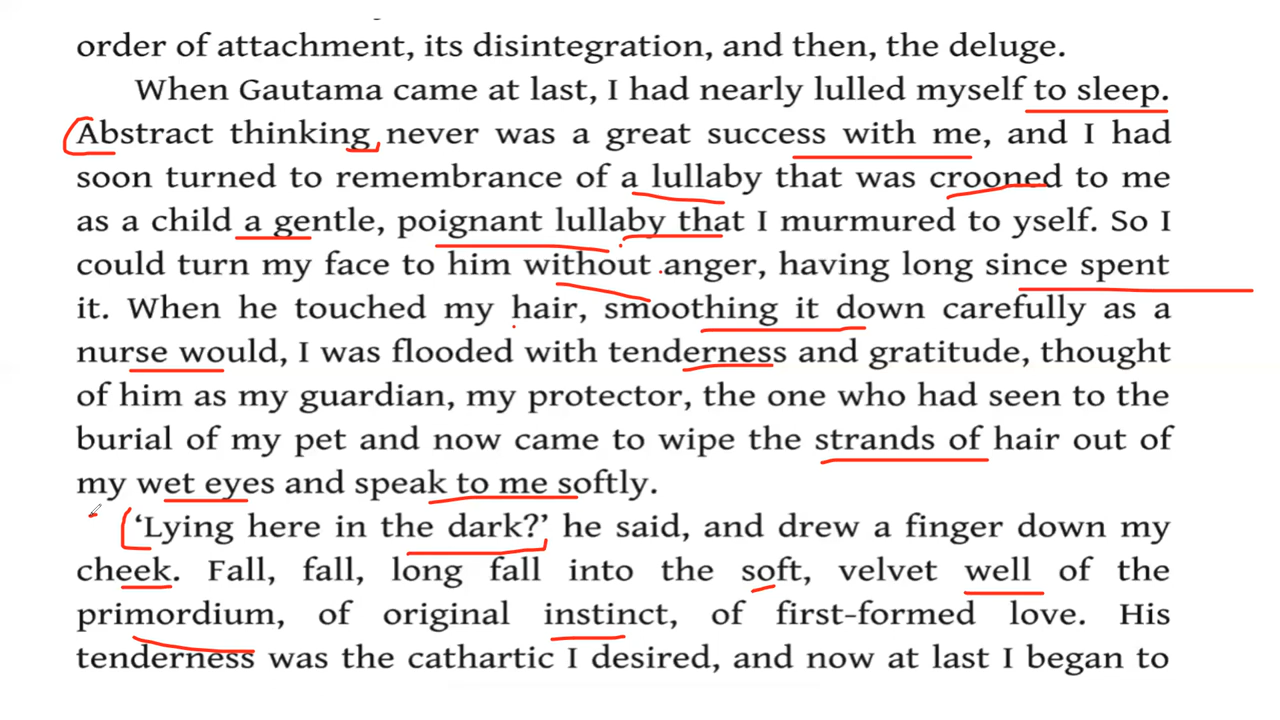 order of attachment, its disintegration, and then, the deluge.
When Gautama came at last, I had nearly lulled myself to sleep.
Abstract thinking never was a great success with me, and I had
soon turned to remembrance of a lullaby that was crooned to me
as a child a gentle, poignant lullaby that I murmured to yself. So I
could turn my face to him without anger, having long since spent
it. When he touched my hair, smoothing it down carefully as a
nurse would, I was flooded with tenderness and gratitude, thought
of him as my guardian, my protector, the one who had seen to the
burial of my pet and now came to wipe the strands of hair out of
my wet eyes and speak to me softly.
‘Lying here in the dark?’ he said, and drew a finger down my
cheek. Fall, fall, long fall into the soft, velvet well of the
primordium, of original instinct, of first-formed love. His
tenderness was the cathartic I desired, and now at last I began to